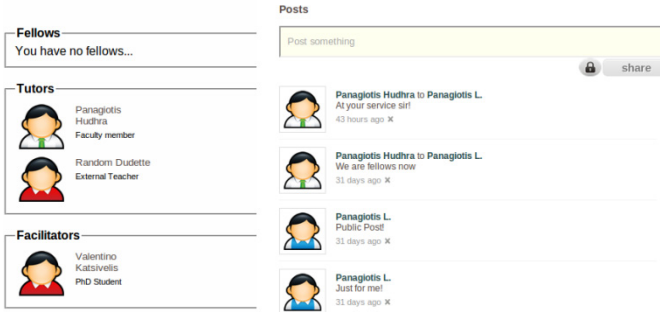 Fellows
You have no fellows...
Tutors
Panagiotis
Hudhra
Faculty member
Random Dudette
External Teacher
Facilitators
Valentino
Katsivelis
PhD Student
Posts
Post something
share
Panagiotis Hudhra to Panagiotis L.
At your service sir!
43 hours ago ×
Panagiotis Hudhra to Panagiotis L.
We are fellows now
31 days ago ×
Panagiotis L.
Public Post!
31 days ago ×
Panagiotis L.
Just for me!
31 days ago ×